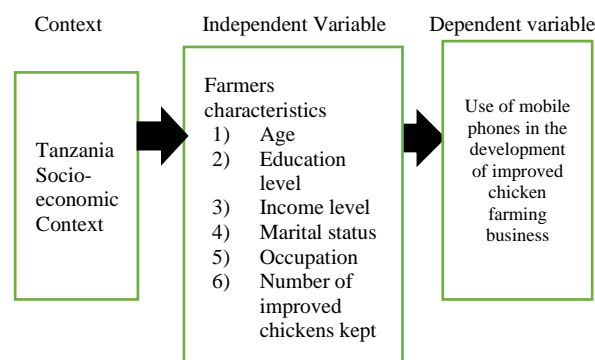 Context
Independent Variable
Dependent variable
Tanzania
Socio-
economic
Context
Farmers
characteristics
1) Age
2) Education
level
3) Income level
4) Marital status
5) Occupation
6) Number of
improved
chickens kept
Use of mobile
phones in the
development
of improved
chicken
farming
business